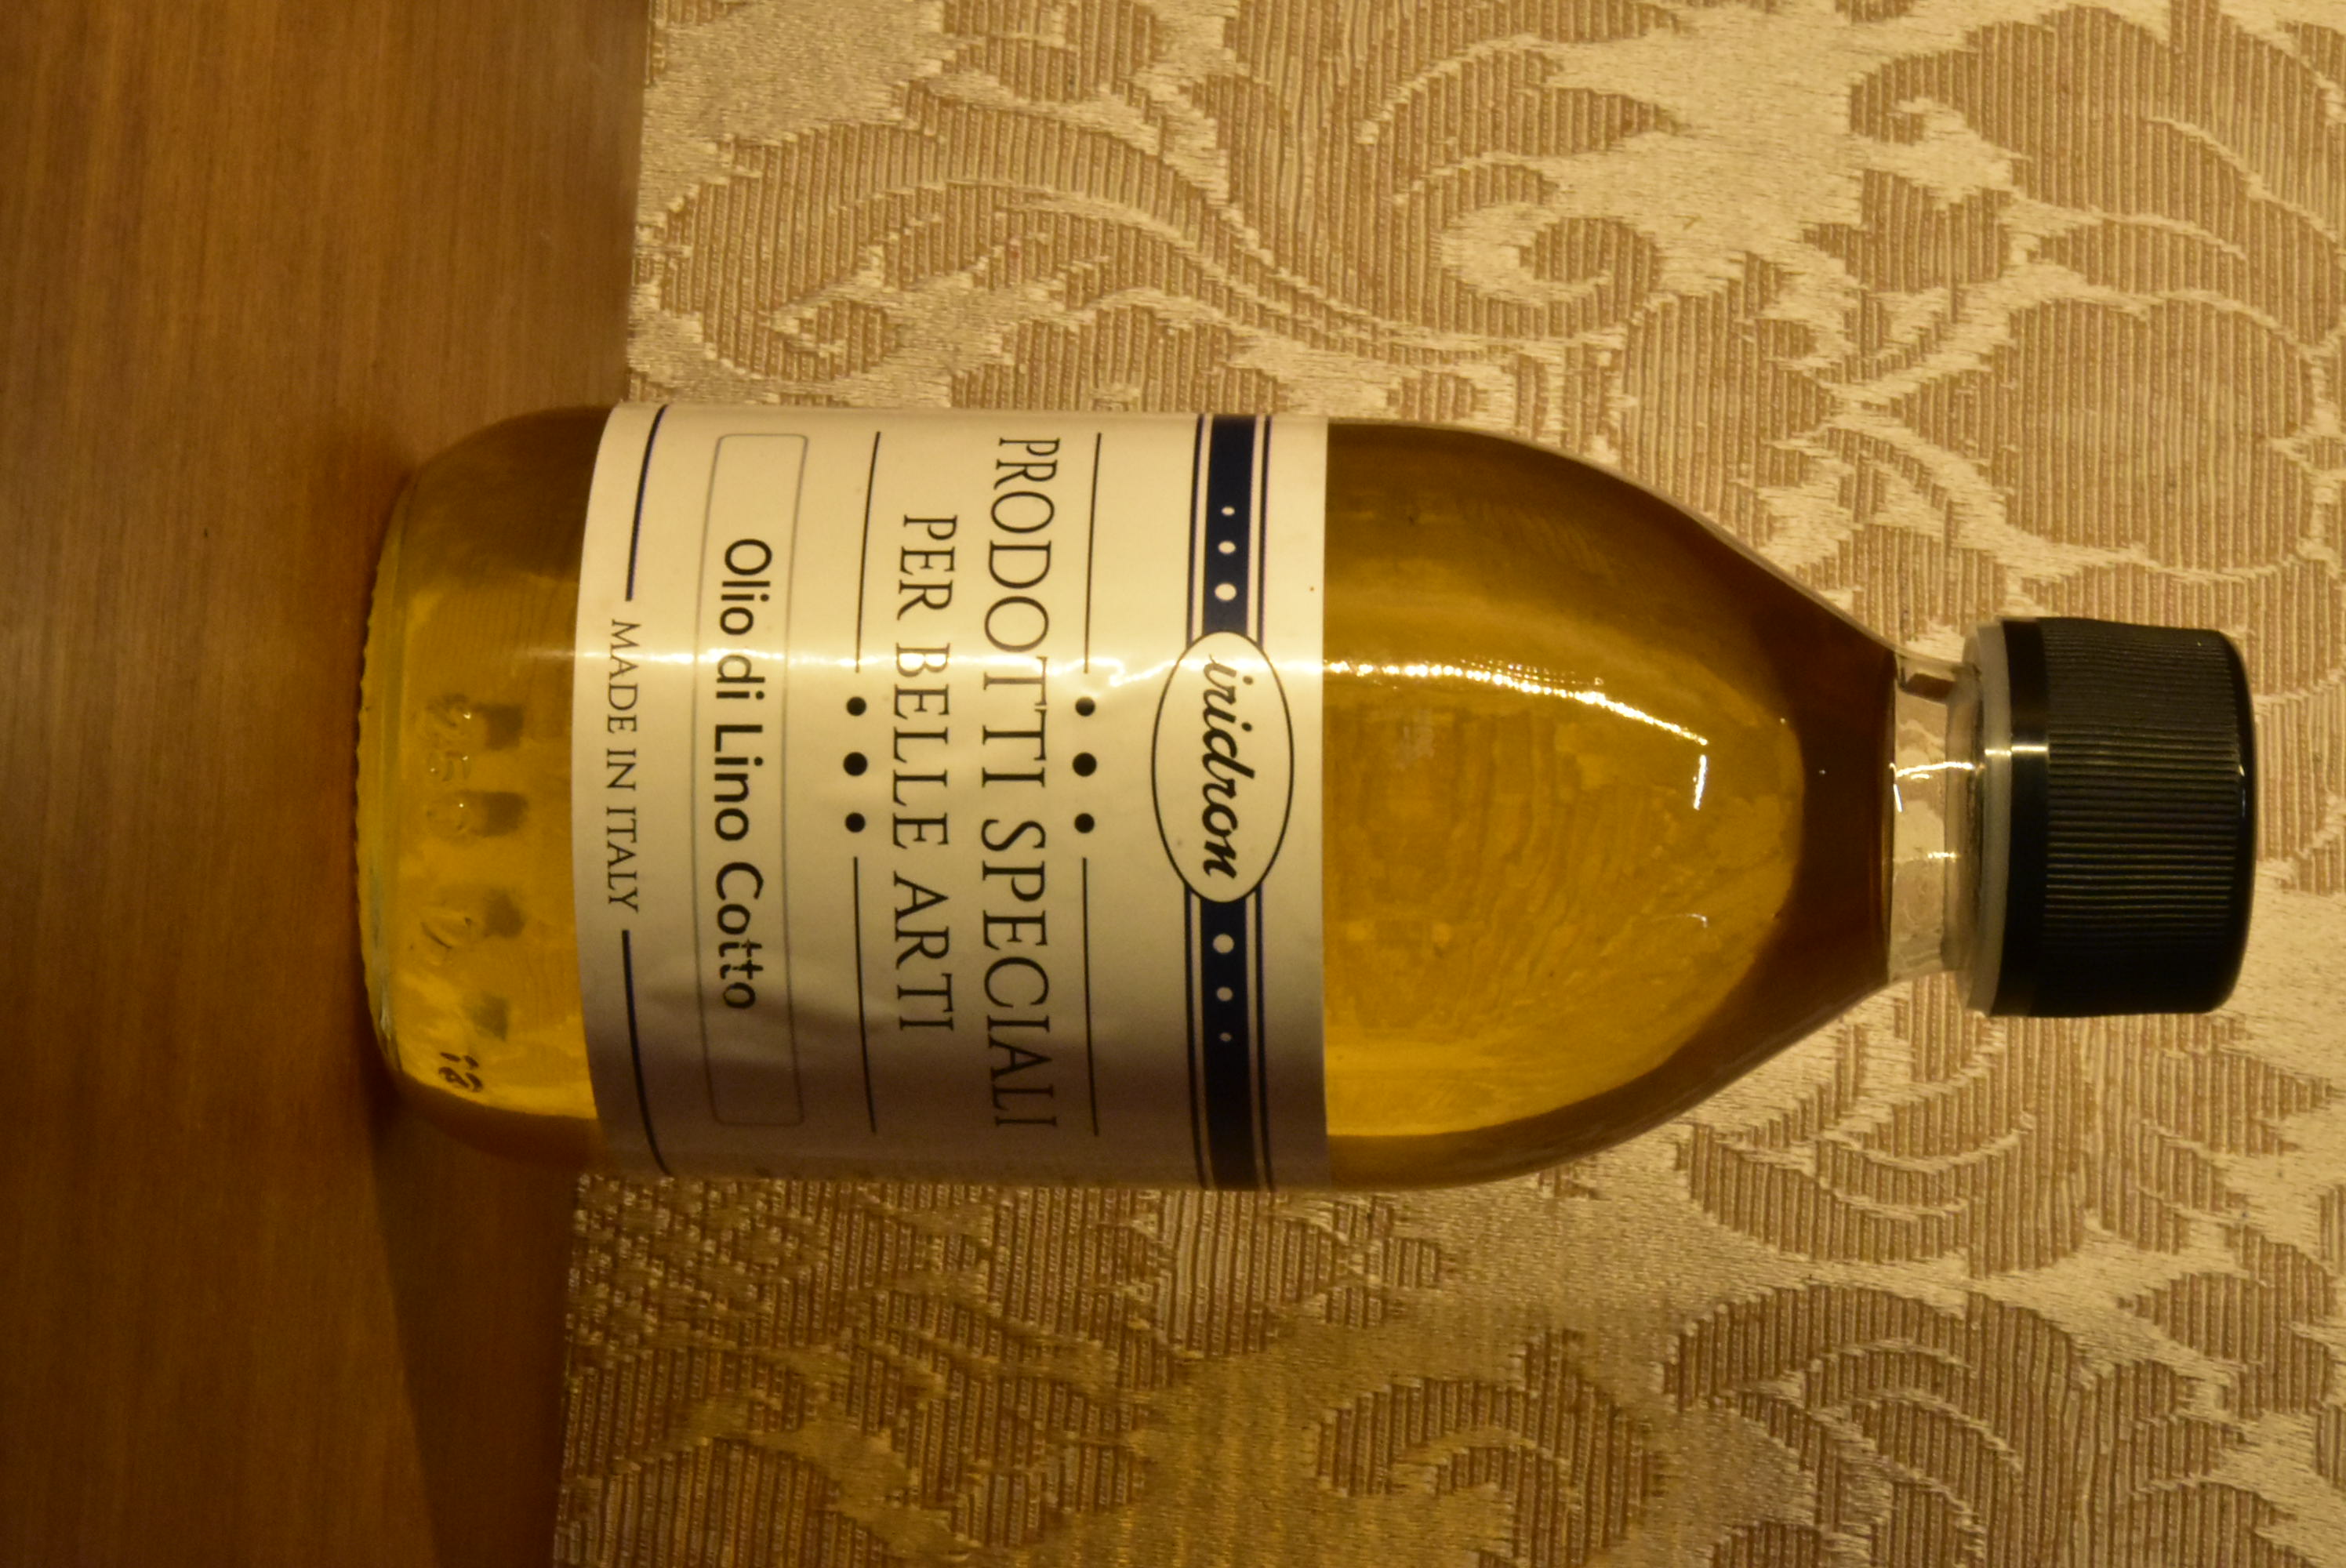 iridron
PRODOTTI SPECIALI
PER BELLE ARTI
Olio di Lino Cotto
MADE IN ITALY